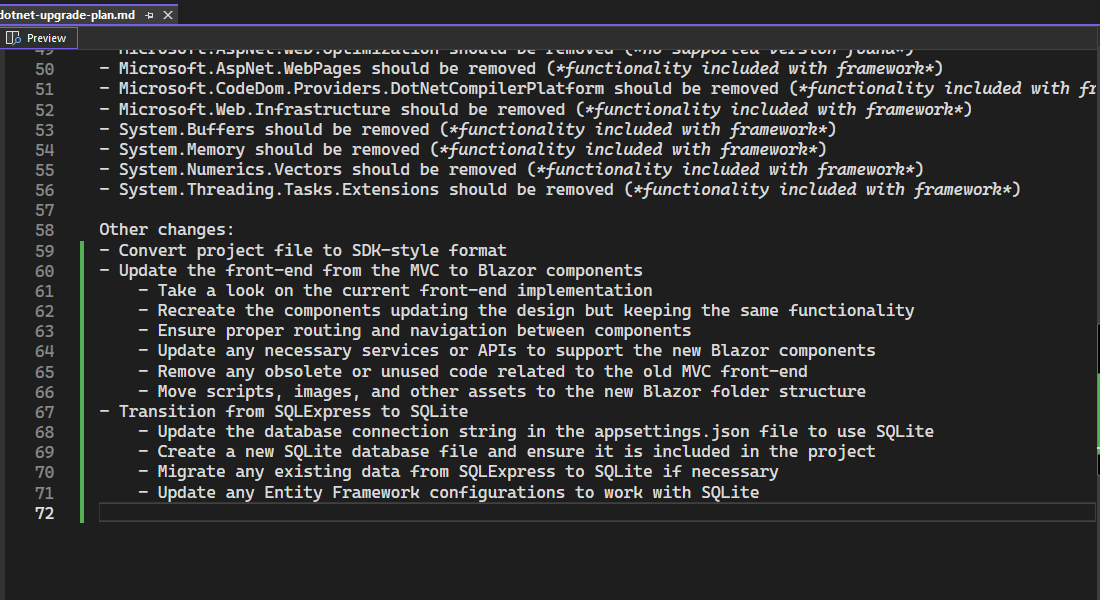 dotnet-upgrade-plan.md
Preview
49 - Microsoft.AspNet.Web.Optimization should be removed (*no supported version found*)
50 - Microsoft.AspNet.WebPages should be removed (*functionality included with framework*)
51 - Microsoft.CodeDom.Providers.DotNetCompilerPlatform should be removed (*functionality included with fr
52 - Microsoft.Web.Infrastructure should be removed (*functionality included with framework*)
53 - System.Buffers should be removed (*functionality included with framework*)
54 - System.Memory should be removed (*functionality included with framework*)
55 - System.Numerics.Vectors should be removed (*functionality included with framework*)
56 - System.Threading.Tasks.Extensions should be removed (*functionality included with framework*)
57
58 Other changes:
59 - Convert project file to SDK-style format
60 - Update the front-end from the MVC to Blazor components
61 - Take a look on the current front-end implementation
62 - Recreate the components updating the design but keeping the same functionality
63 - Ensure proper routing and navigation between components
64 - Update any necessary services or APIs to support the new Blazor components
65 - Remove any obsolete or unused code related to the old MVC front-end
66 - Move scripts, images, and other assets to the new Blazor folder structure
67 - Transition from SQLExpress to SQLite
68 - Update the database connection string in the appsettings.json file to use SQLite
69 - Create a new SQLite database file and ensure it is included in the project
70 - Migrate any existing data from SQLExpress to SQLite if necessary
71 - Update any Entity Framework configurations to work with SQLite
72